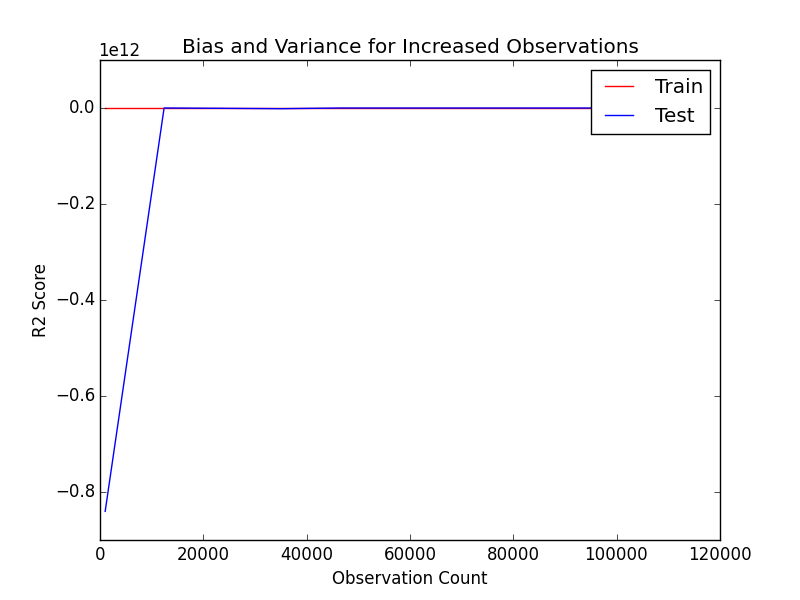 Bias and Variance for Increased Observations
1e12
Train
Test
0.0
−0.2
−0.4
−0.6
−0.8
R2 Score
0
20000
40000
60000
80000
100000
120000
Observation Count